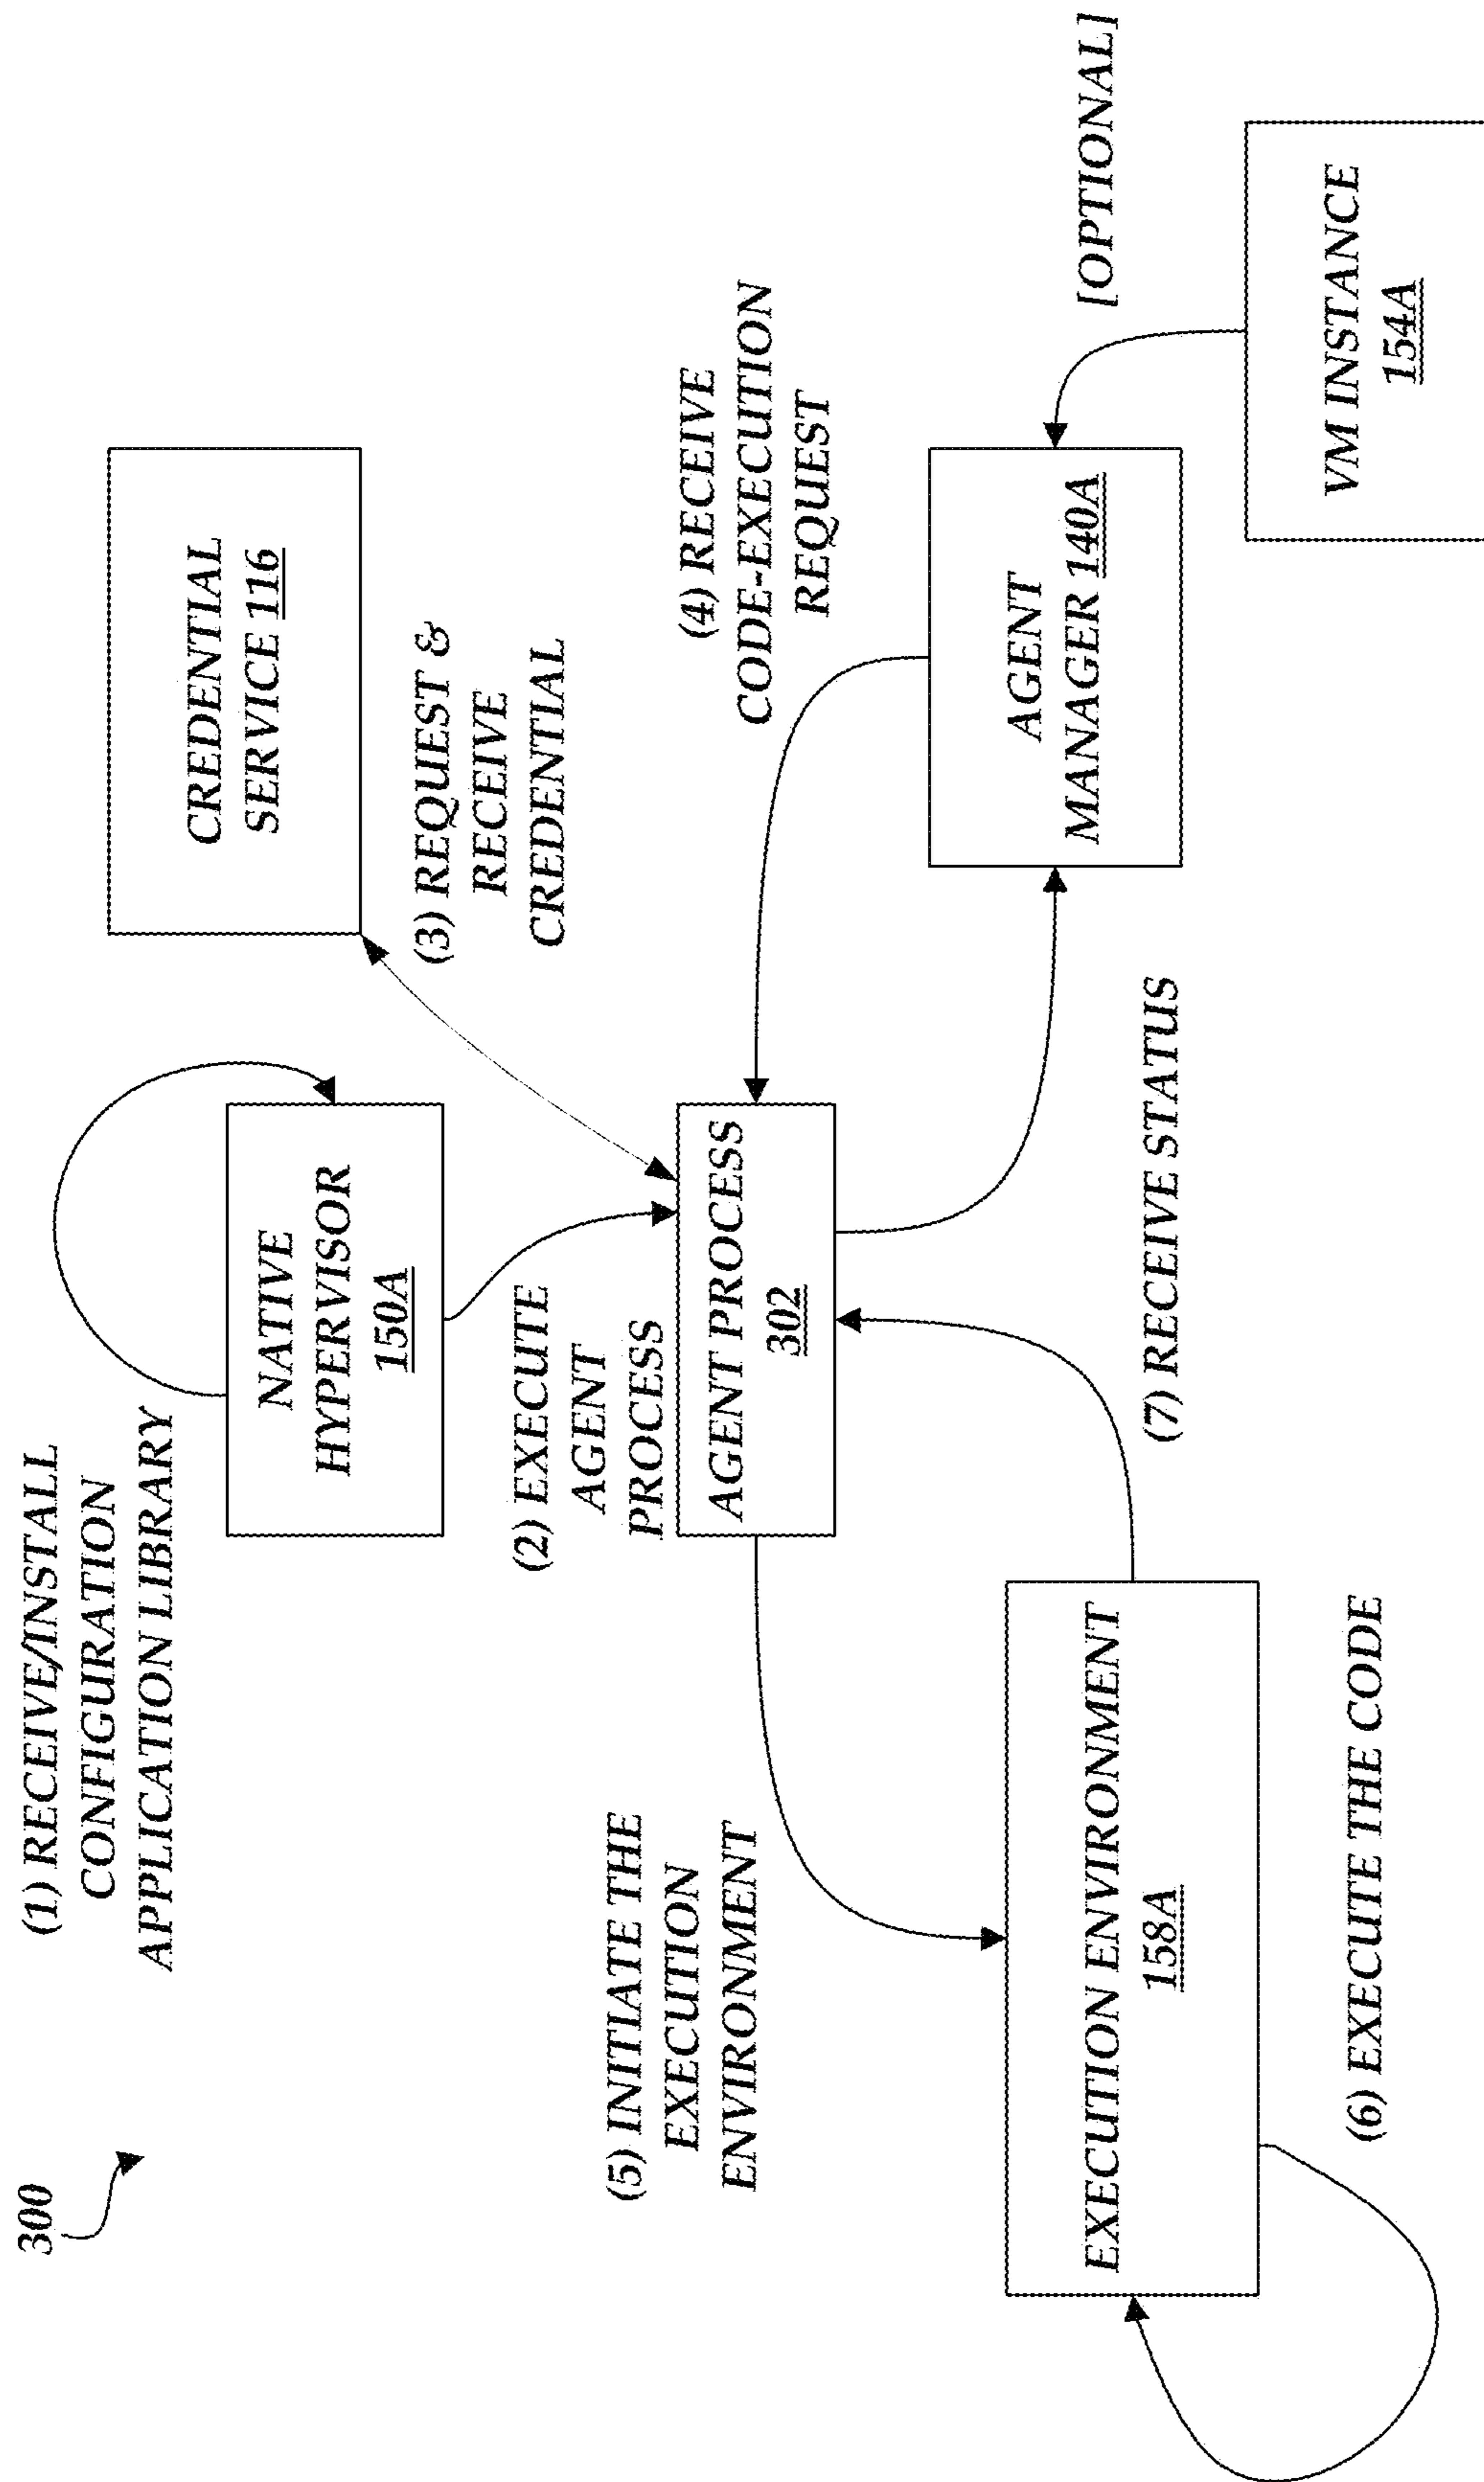 300
(1) RECEIVE/INSTALL
CONFIGURATION
APPLICATION LIBRARY
NATIVE
HYPERVISOR
150A
CREDENTIAL
SERVICE 116
(2) EXECUTE
AGENT
PROCESS
(3) REQUEST &
RECEIVE
CREDENTIAL
(5) INITIATE THE
EXECUTION
ENVIRONMENT
AGENT PROCESS
302
(4) RECEIVE
CODE-EXECUTION
REQUEST
EXECUTION ENVIRONMENT
158A
AGENT
MANAGER 140A
[OPTIONAL]
(7) RECEIVE STATUS
(6) EXECUTE THE CODE
VM INSTANCE
154A